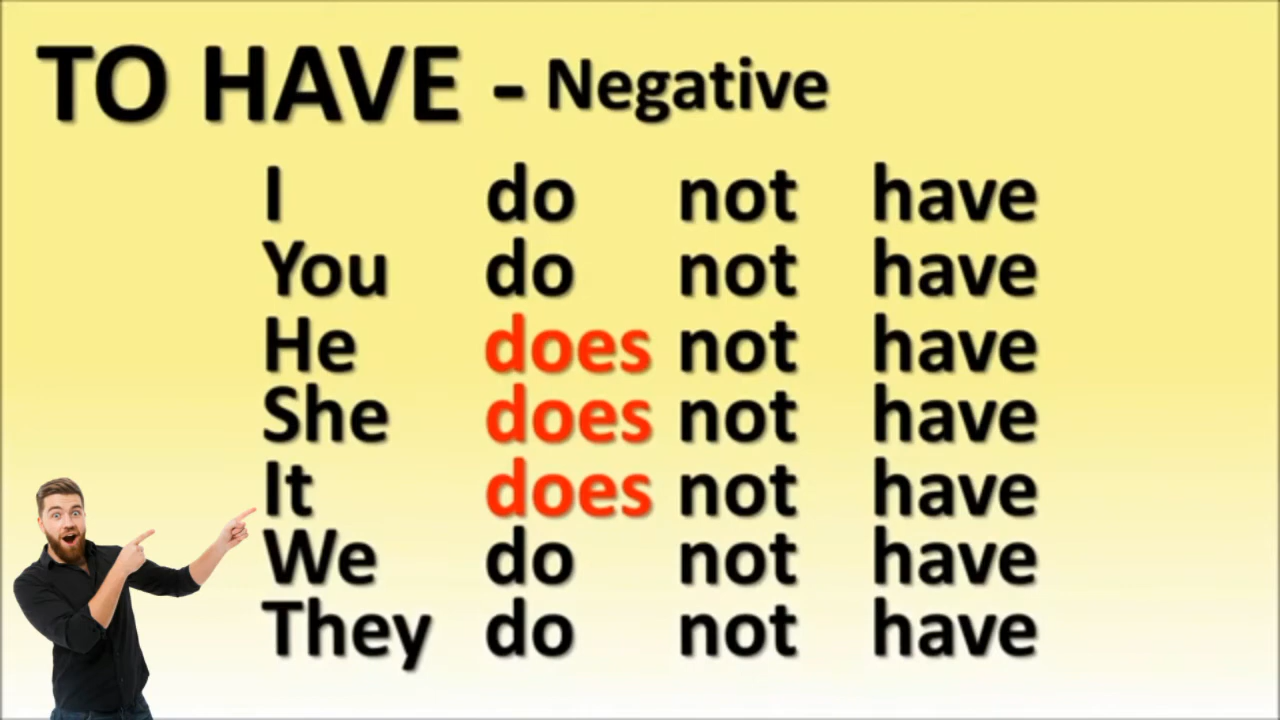 TO HAVE - Negative
I do not have
You do not have
He does not have
She does not have
It does not have
We do not have
They do not have